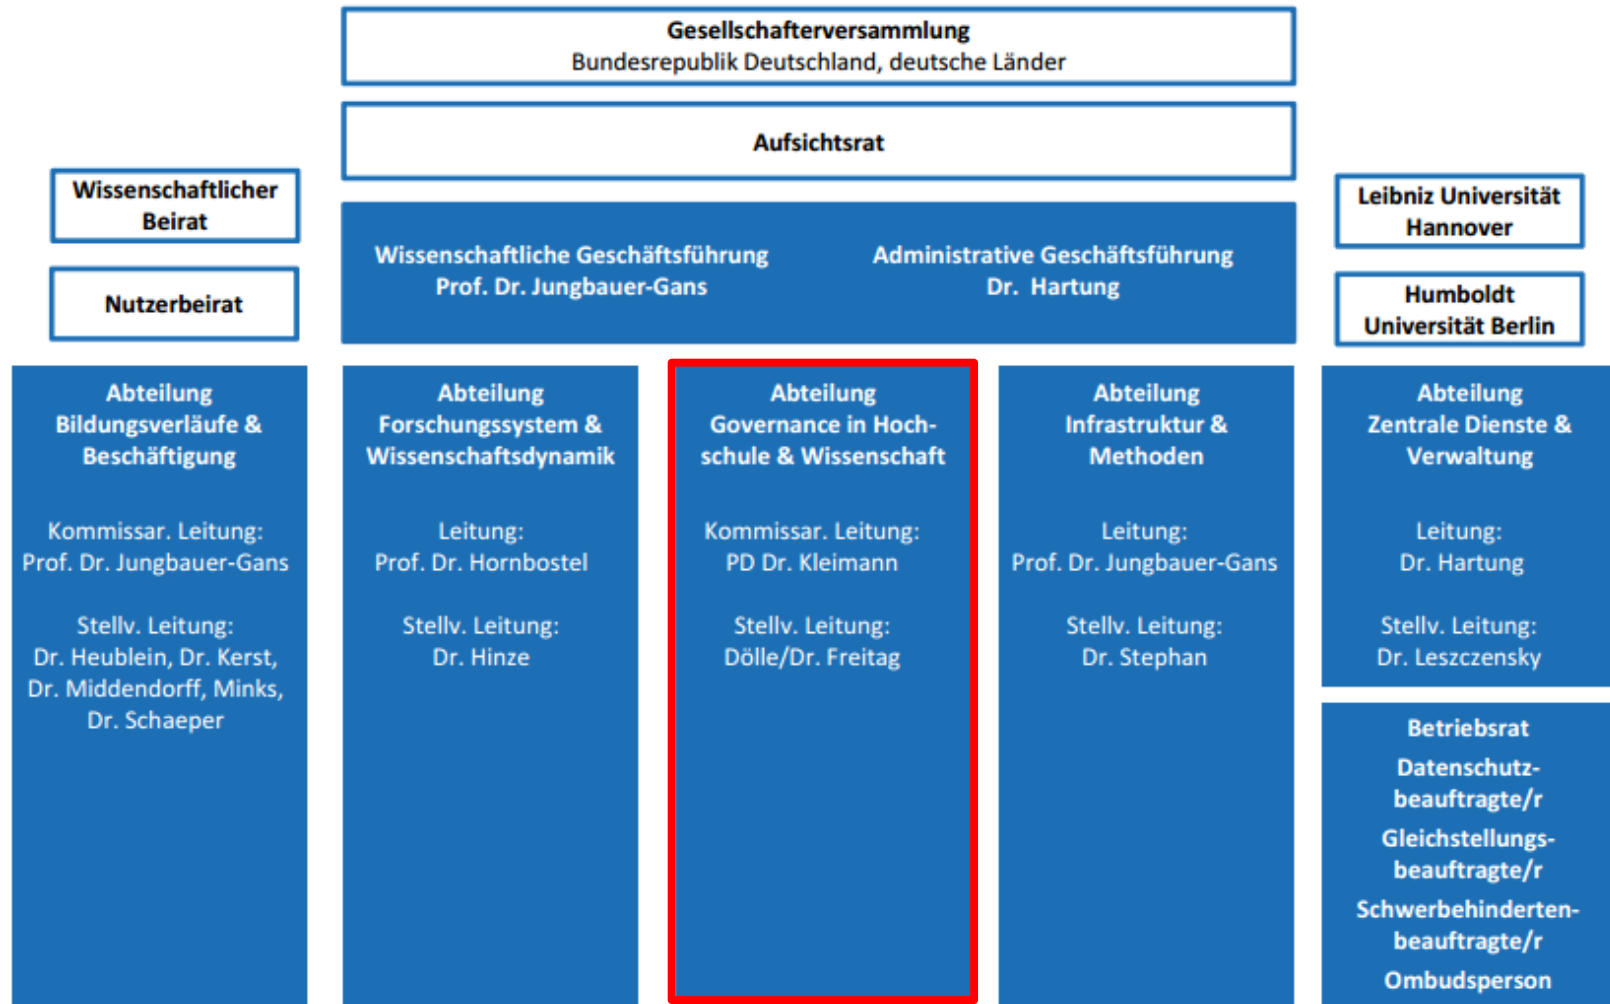 Gesellschafterversammlung
Bundesrepublik Deutschland, deutsche Länder
Aufsichtsrat
Wissenschaftlicher
Beirat
Nutzerbeirat
Wissenschaftliche Geschäftsführung
Prof. Dr. Jungbauer-Gans
Administrative Geschäftsführung
Dr. Hartung
Leibniz Universität
Hannover
Humboldt
Universität Berlin
Abteilung
Bildungsverläufe &
Beschäftigung
Kommissar. Leitung:
Prof. Dr. Jungbauer-Gans
Stellv. Leitung:
Dr. Heublein, Dr. Kerst,
Dr. Middendorff, Minks,
Dr. Schaeper
Abteilung
Forschungssystem &
Wissenschaftsdynamik
Leitung:
Prof. Dr. Hornbostel
Stellv. Leitung:
Dr. Hinze
Abteilung
Governance in Hoch-
schule & Wissenschaft
Kommissar. Leitung:
PD Dr. Kleimann
Stellv. Leitung:
Dölle/Dr. Freitag
Abteilung
Infrastruktur &
Methoden
Leitung:
Prof. Dr. Jungbauer-Gans
Stellv. Leitung:
Dr. Stephan
Abteilung
Zentrale Dienste &
Verwaltung
Leitung:
Dr. Hartung
Stellv. Leitung:
Dr. Leszczensky
Betriebsrat
Datenschutz-
beauftragte/r
Gleichstellungs-
beauftragte/r
Schwerbehinderten-
beauftragte/r
Ombudsperson